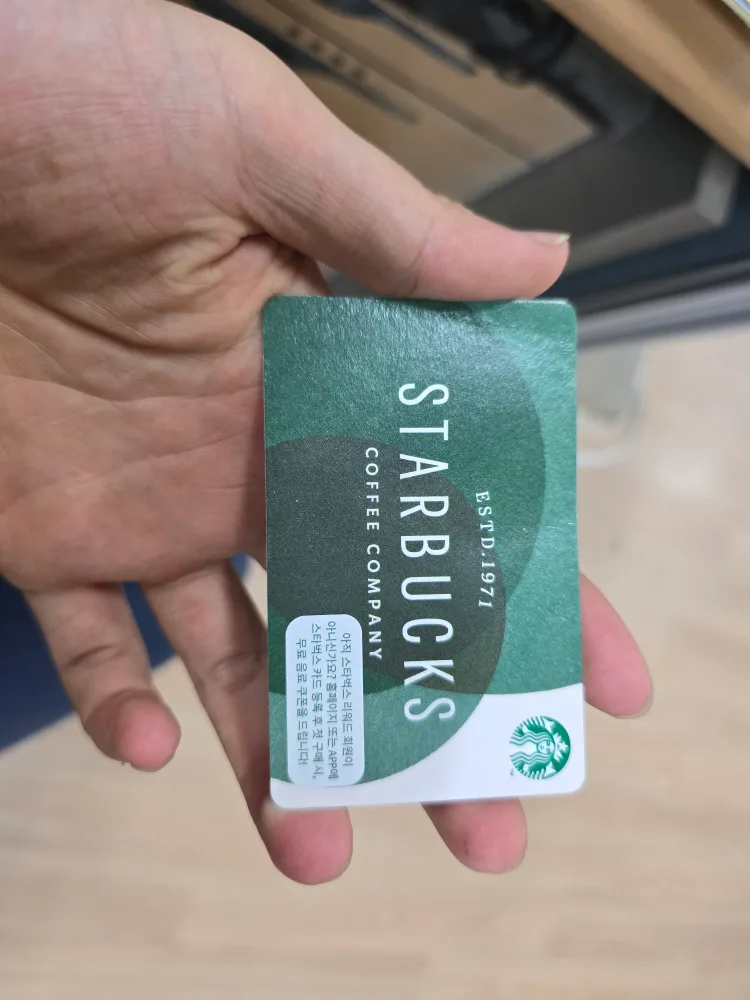 ESTD.1971
STARBUCKS
COFFEE COMPANY
아직 스타벅스 리워드 회원이
아니신가요? 홈페이지 또는 APP에
스타벅스 카드 등록 후 첫 구매 시,
무료 음료 쿠폰을 드립니다!
TM